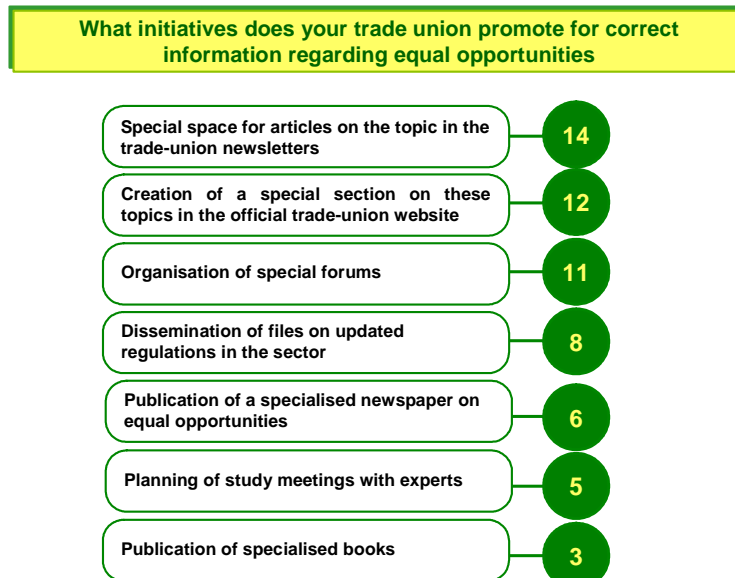 What initiatives does your trade union promote for correct
information regarding equal opportunities
Special space for articles on the topic in the
trade-union newsletters
14
Creation of a special section on these
topics in the official trade-union website
12
Organisation of special forums
11
Dissemination of files on updated
regulations in the sector
8
Publication of a specialised newspaper on
equal opportunities
6
Planning of study meetings with experts
5
Publication of specialised books
3